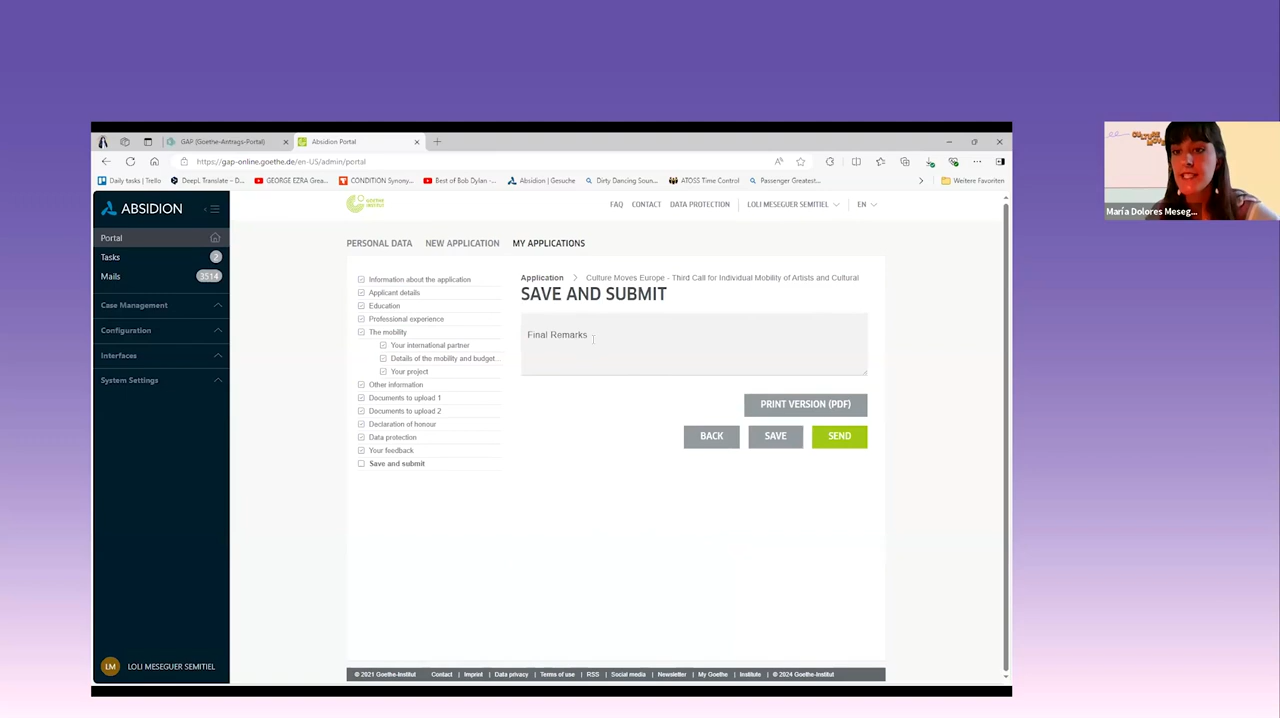 GAP (Goethe-Antrags-Portal)
Absidion Portal
https://gap-online.goethe.de/en-US/admin/portal
Daily tasks | Trello
DeepL Translate – D...
GEORGE EZRA Grea...
CONDITION Synony...
Best of Bob Dylan -...
Absidion | Gesuche
Dirty Dancing Soun...
ATOSS Time Control
Passenger Greatest...
Weitere Favoriten
ABSIDION
Portal
Tasks
2
Mails
3514
Case Management
Configuration
Interfaces
System Settings
LM
LOLI MESEGUER SEMITIEL
GOETHE
INSTITUT
FAQ
CONTACT
DATA PROTECTION
LOLI MESEGUER SEMITIEL
EN
PERSONAL DATA
NEW APPLICATION
MY APPLICATIONS
Information about the application
Applicant details
Education
Professional experience
The mobility
Your international partner
Details of the mobility and budget...
Your project
Other information
Documents to upload 1
Documents to upload 2
Declaration of honour
Data protection
Your feedback
Save and submit
Application
Culture Moves Europe - Third Call for Individual Mobility of Artists and Cultural
SAVE AND SUBMIT
Final Remarks
PRINT VERSION (PDF)
BACK
SAVE
SEND
© 2021 Goethe-Institut
Contact
Imprint
Data privacy
Terms of use
RSS
Social media
Newsletter
My Goethe
Institute
© 2024 Goethe-Institut
CULTURE
MOVES
María Dolores Meseg...